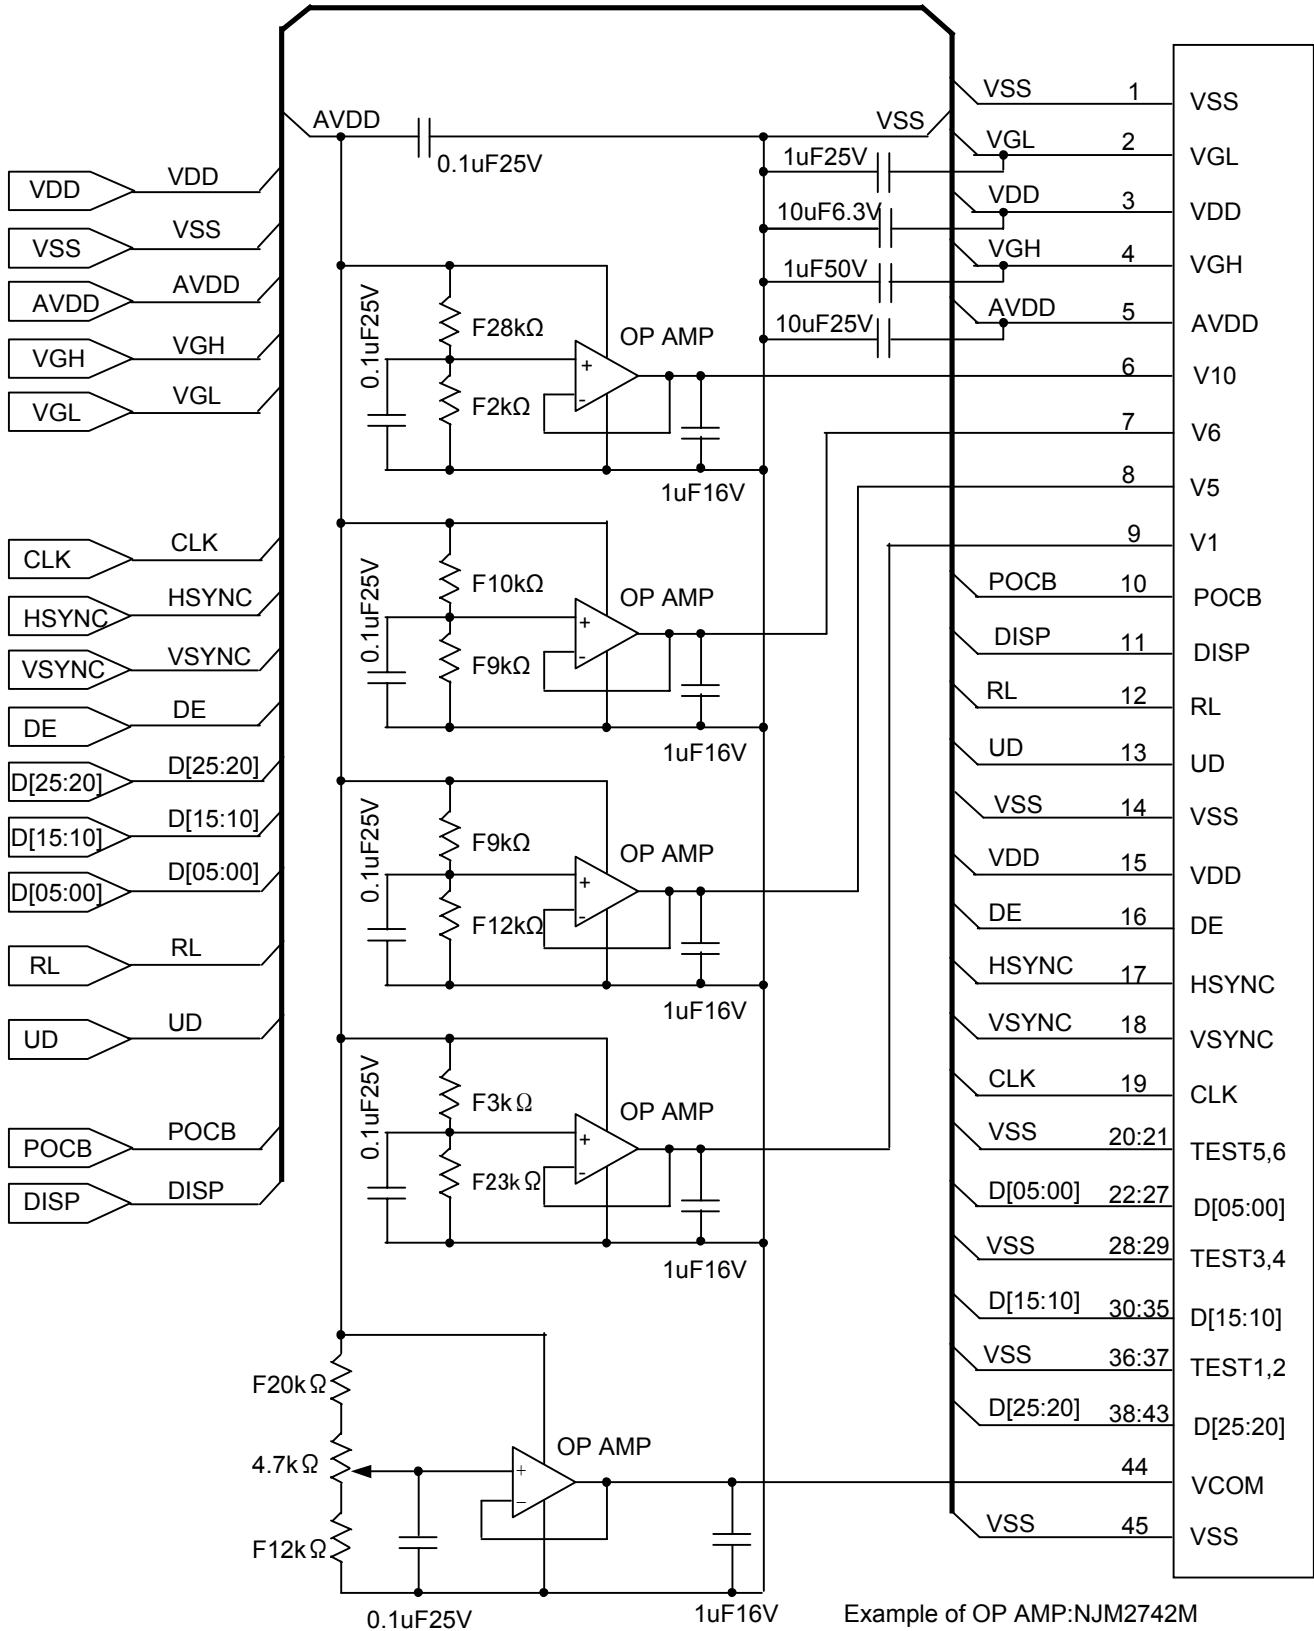 AVDD
0.1uF25V
VSS
VDD
VDD
VSS
VSS
AVDD
AVDD
VGH
VGH
VGL
VGL
CLK
CLK
HSYNC
HSYNC
VSYNC
VSYNC
DE
DE
D[25:20]
D[25:20]
D[15:10]
D[15:10]
D[05:00]
D[05:00]
RL
RL
UD
UD
POCB
POCB
DISP
DISP
0.1uF25V
F28kΩ
F2kΩ
OP AMP
+
-
1uF16V
0.1uF25V
F10kΩ
F9kΩ
OP AMP
+
-
1uF16V
0.1uF25V
F9kΩ
F12kΩ
OP AMP
+
-
1uF16V
0.1uF25V
F3kΩ
F23kΩ
OP AMP
+
-
1uF16V
F20kΩ
4.7kΩ
F12kΩ
OP AMP
+
−
0.1uF25V
1uF16V
1uF25V
10uF6.3V
1uF50V
10uF25V
VSS 1 VSS
VGL 2 VGL
VDD 3 VDD
VGH 4 VGH
AVDD 5 AVDD
6 V10
7 V6
8 V5
9 V1
POCB 10 POCB
DISP 11 DISP
RL 12 RL
UD 13 UD
VSS 14 VSS
VDD 15 VDD
DE 16 DE
HSYNC 17 HSYNC
VSYNC 18 VSYNC
CLK 19 CLK
VSS 20:21 TEST5,6
D[05:00] 22:27 D[05:00]
VSS 28:29 TEST3,4
D[15:10] 30:35 D[15:10]
VSS 36:37 TEST1,2
D[25:20] 38:43 D[25:20]
44 VCOM
VSS 45 VSS
Example of OP AMP:NJM2742M